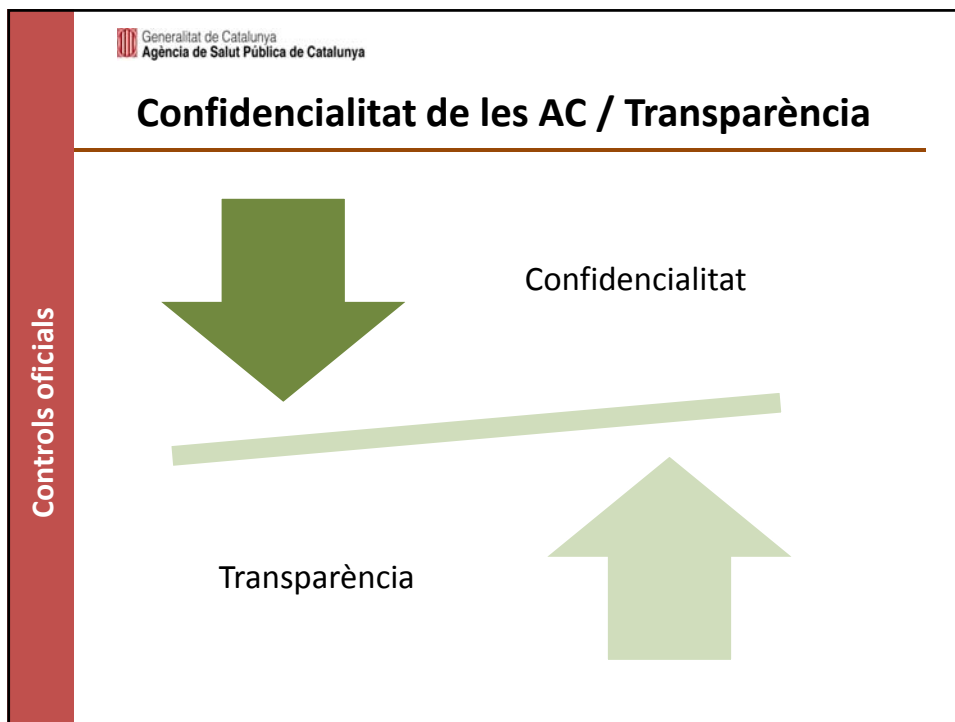 Generalitat de Catalunya
Agència de Salut Pública de Catalunya
Confidencialitat de les AC / Transparència
Controls oficials
Confidencialitat
Transparència